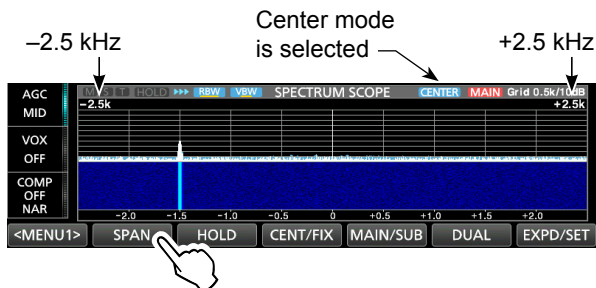 Center mode
is selected
–2.5 kHz
+2.5 kHz
AGC
MID
VOX
OFF
COMP
OFF
NAR
HOLD RBW VBW SPECTRUM SCOPE CENTER MAIN Grid 0.5k/10dB
−2.5k +2.5k
-2.0 -1.5 -1.0 -0.5 0 +0.5 +1.0 +1.5 +2.0
<MENU1> SPAN HOLD CENT/FIX MAIN/SUB DUAL EXPD/SET